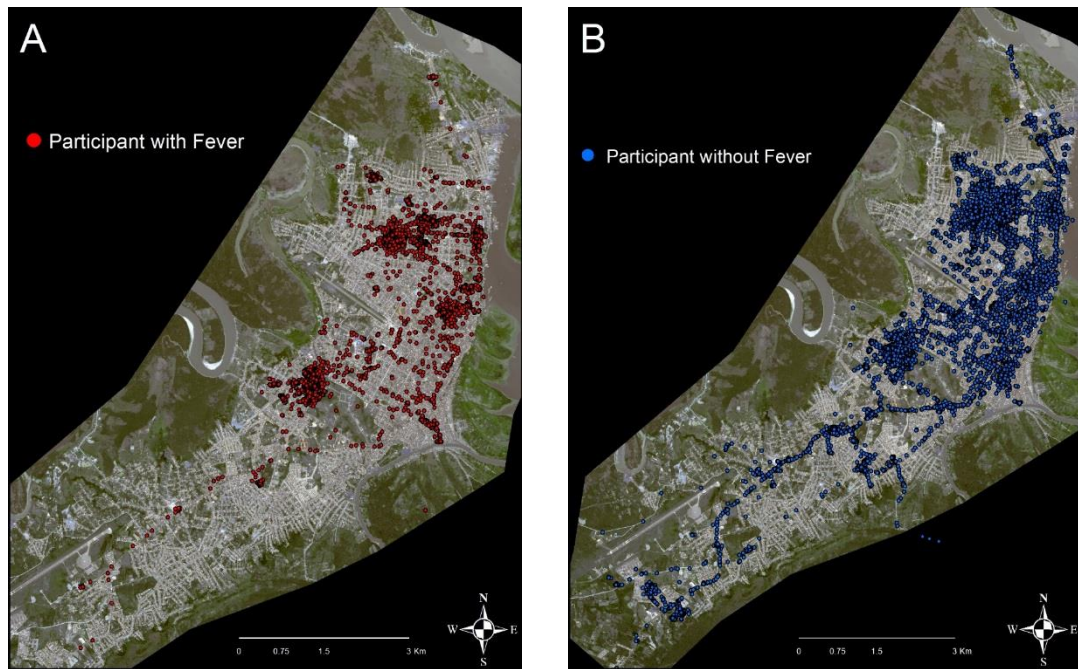 A
Participant with Fever
N
W E
S
0 0.75 1.5 3 Km
B
Participant without Fever
N
W E
S
0 0.75 1.5 3 Km